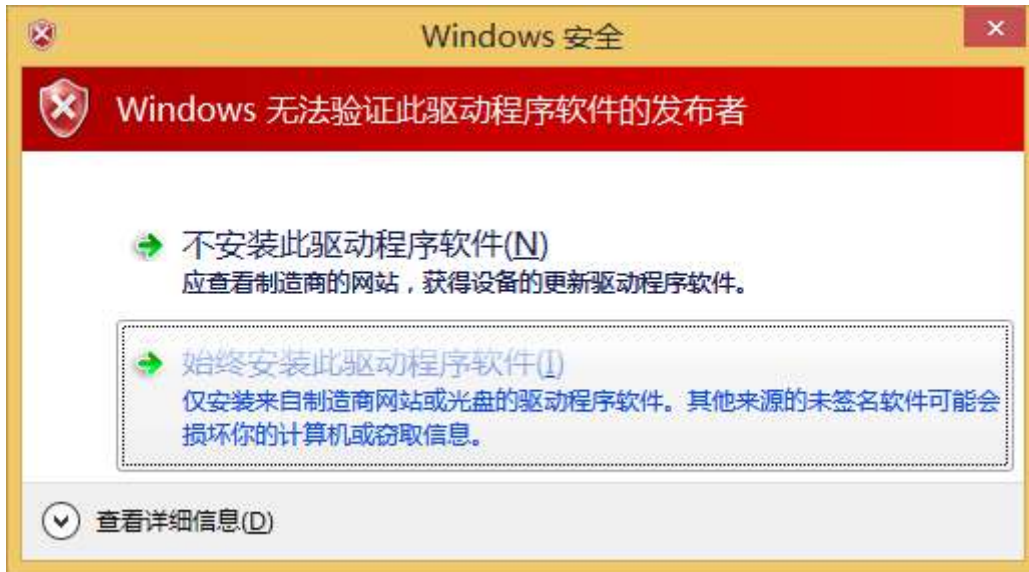 Windows 安全
Windows 无法验证此驱动程序软件的发布者
不安装此驱动程序软件(N)
应查看制造商的网站，获得设备的更新驱动程序软件。
始终安装此驱动程序软件(I)
仅安装来自制造商网站或光盘的驱动程序软件。其他来源的未签名软件可能会
损坏你的计算机或窃取信息。
查看详细信息(D)